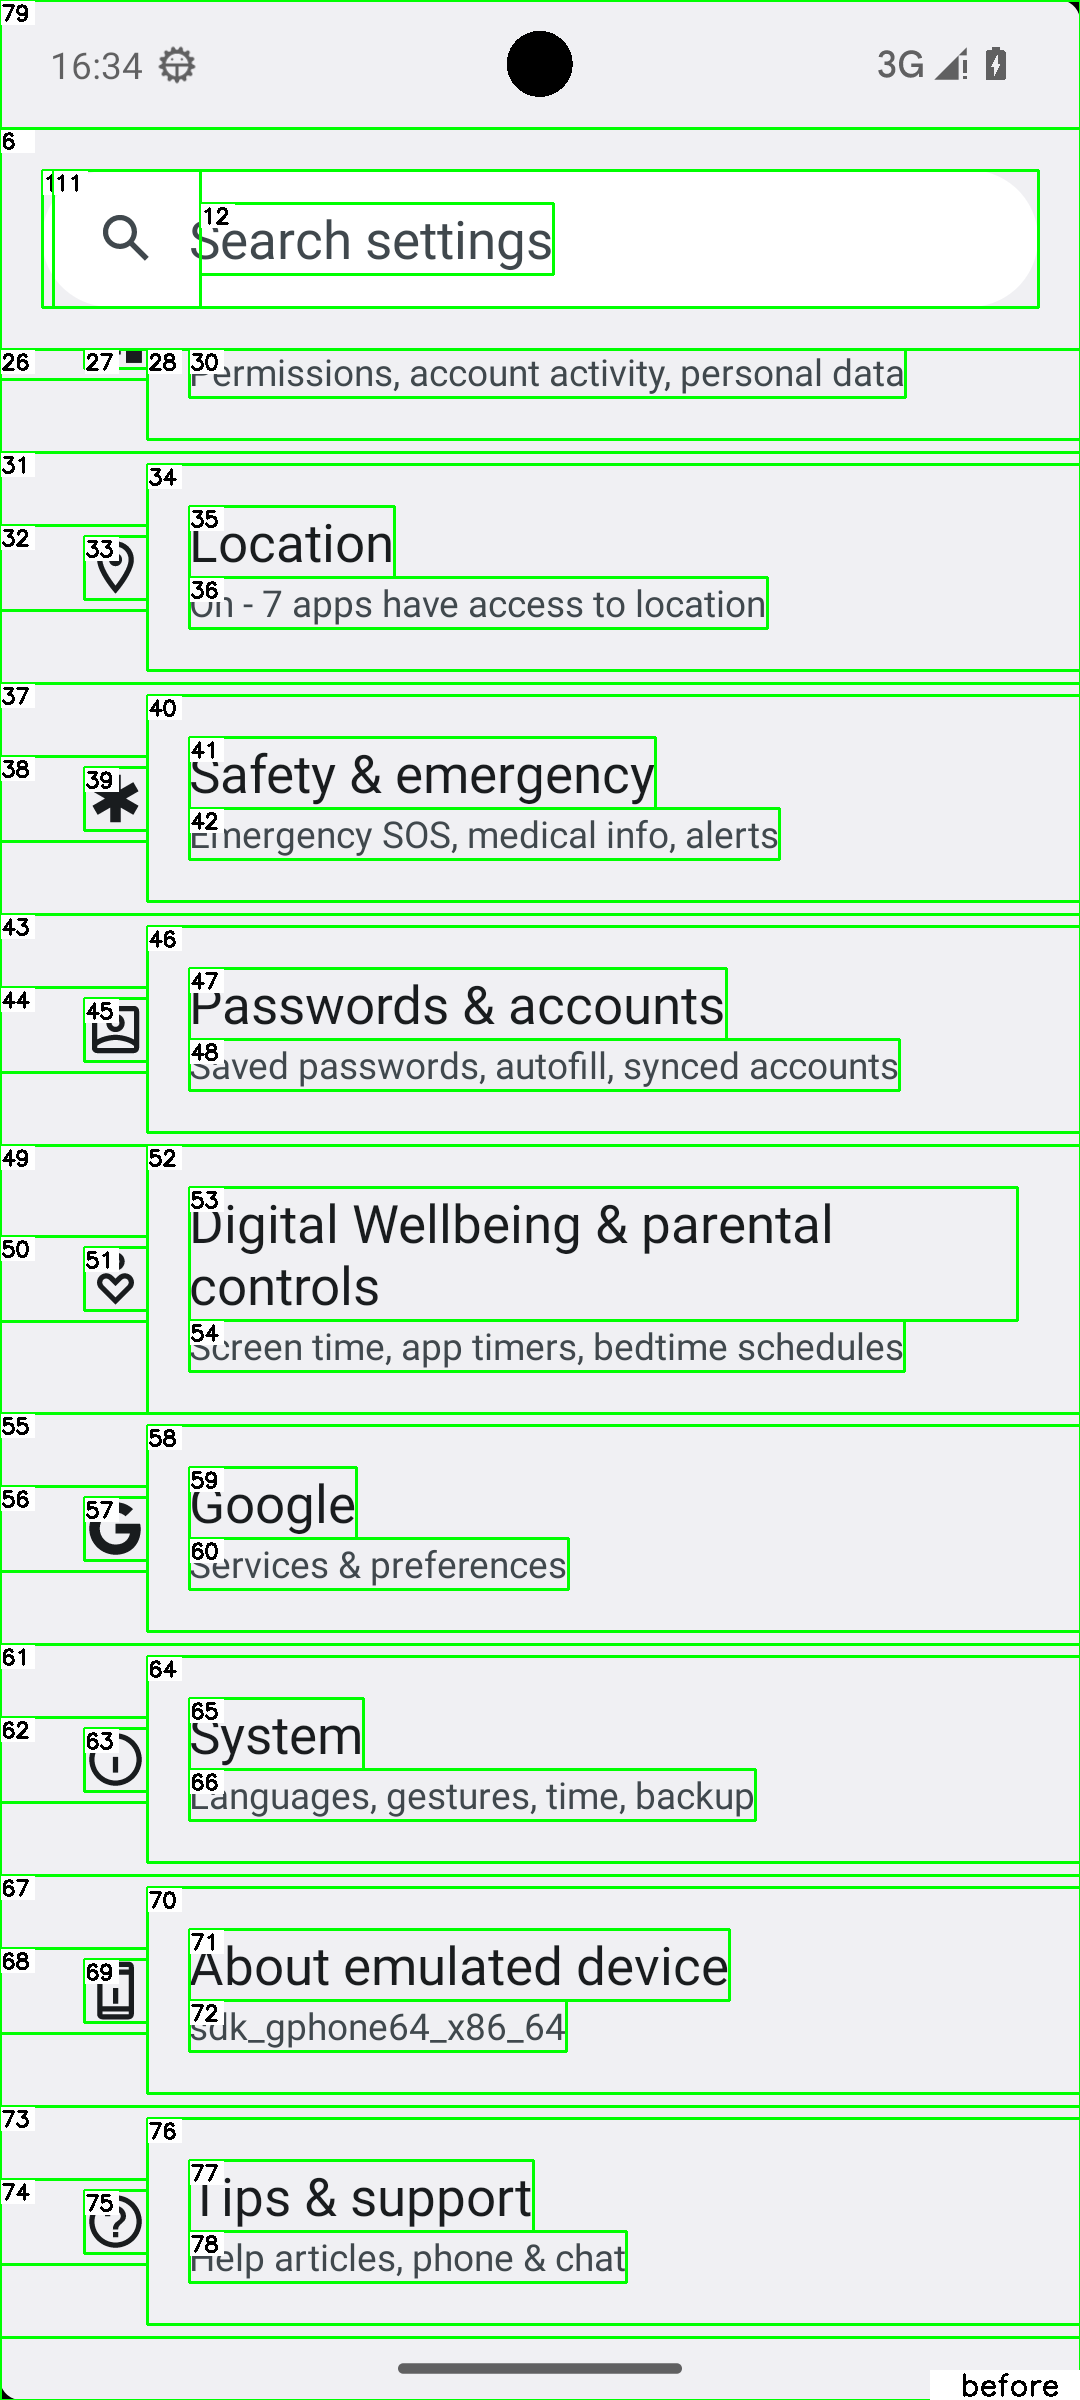 79
16:34 3G
6
111
12
Search settings
26 27 28 30
Permissions, account activity, personal data
31
34
35
Location
32 33
36
On - 7 apps have access to location
37
40
41
Safety & emergency
38 39
42
Emergency SOS, medical info, alerts
43
46
47
Passwords & accounts
44 45
48
Saved passwords, autofill, synced accounts
49 52
53
Digital Wellbeing & parental
controls
50 51
54
Screen time, app timers, bedtime schedules
55
58
59
Google
56 57
60
Services & preferences
61
64
65
System
62 63
66
Languages, gestures, time, backup
67
70
71
About emulated device
68 69
72
sdk_gphone64_x86_64
73
76
77
Tips & support
74 75
78
Help articles, phone & chat
before